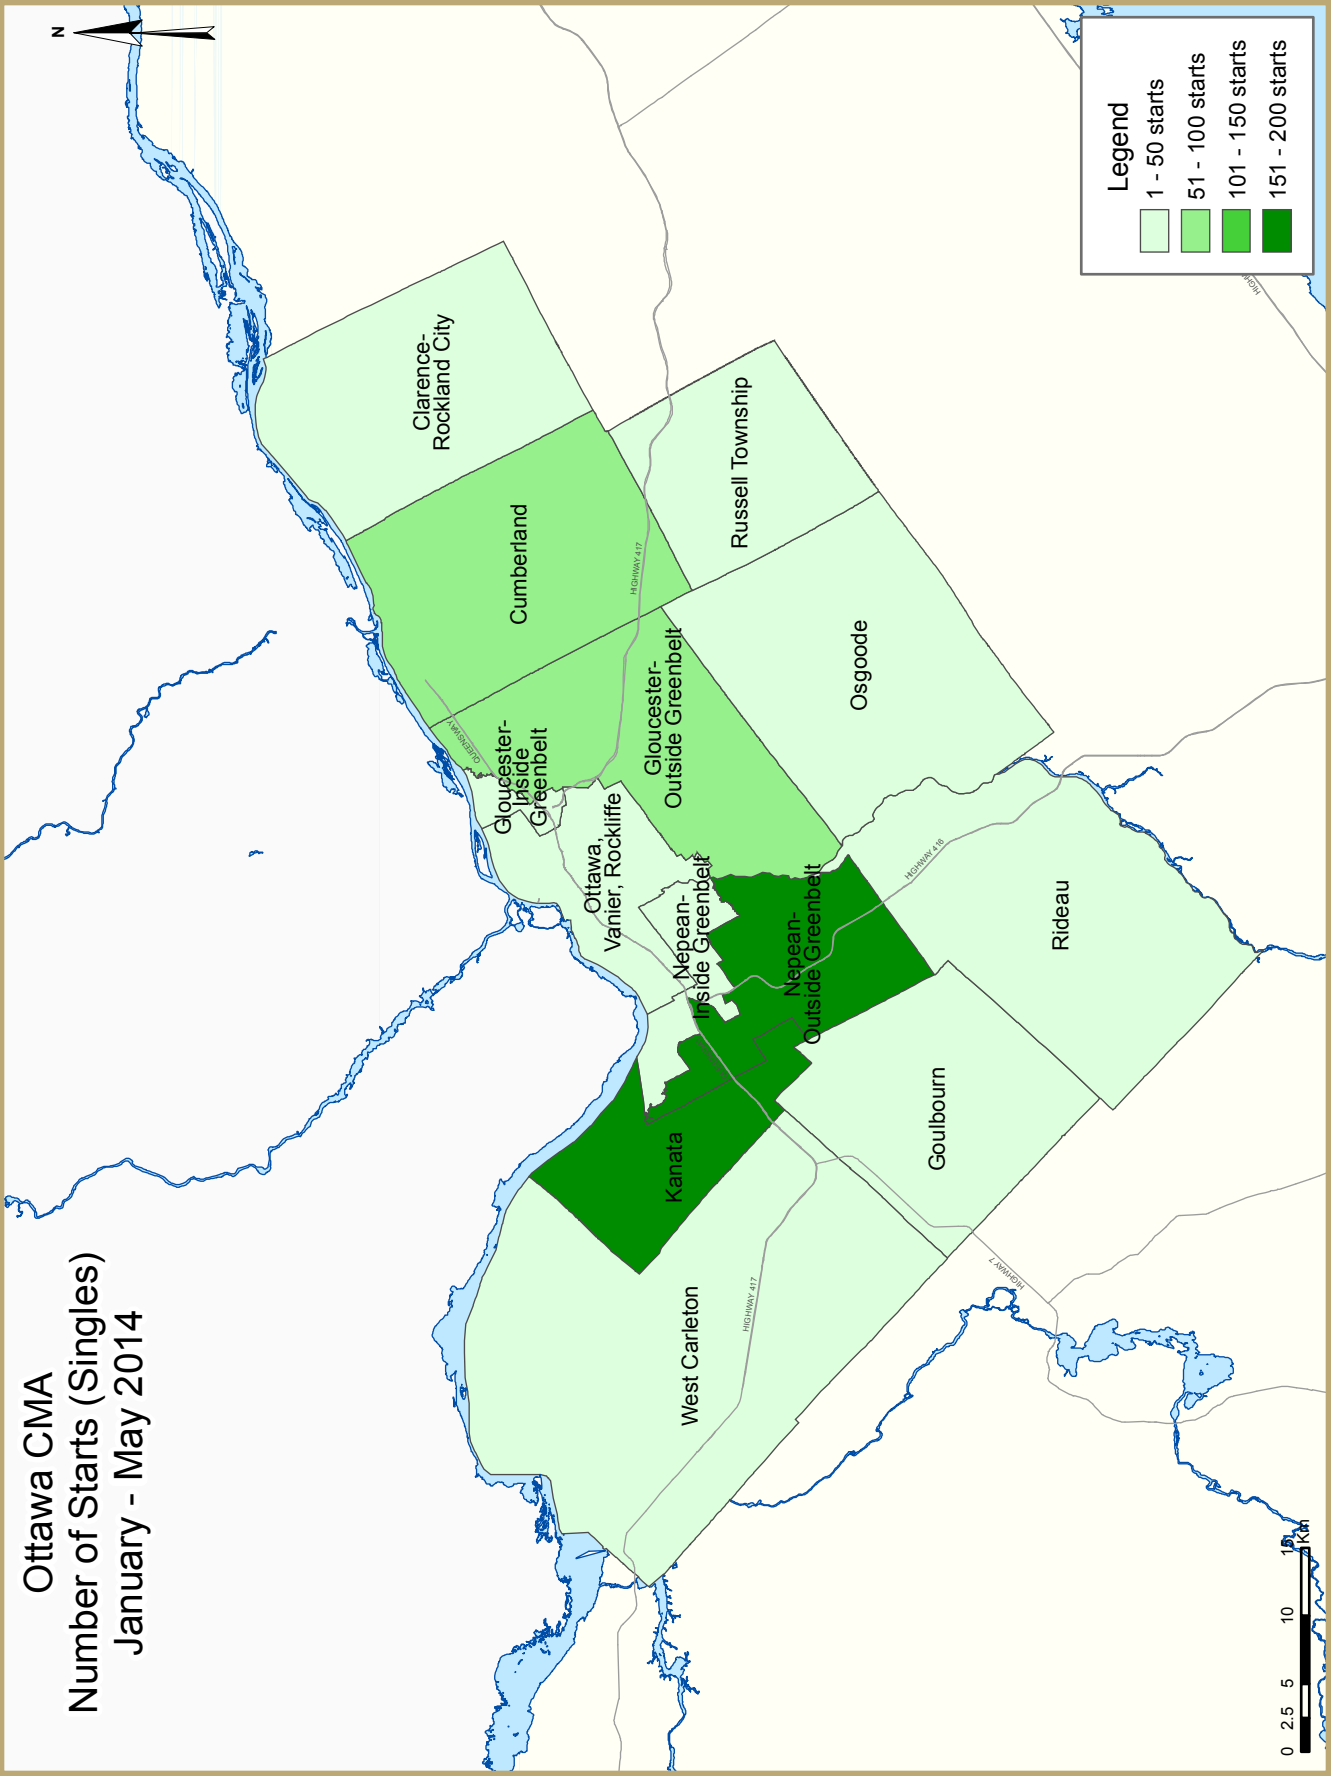 Ottawa CMA
Number of Starts (Singles)
January - May 2014
N
Clarence-
Rockland City
Cumberland
Russell Township
HIGHWAY 417
QUEENSWAY
Gloucester-
Inside
Greenbelt
Gloucester-
Outside Greenbelt
Osgoode
Ottawa,
Vanier, Rockliffe
Nepean-
Inside Greenbelt
Nepean-
Outside Greenbelt
HIGHWAY 416
Rideau
Kanata
Goulbourn
West Carleton
HIGHWAY 417
HIGHWAY 7
Legend
1 - 50 starts
51 - 100 starts
101 - 150 starts
151 - 200 starts
0 2.5 5 10 15
Km